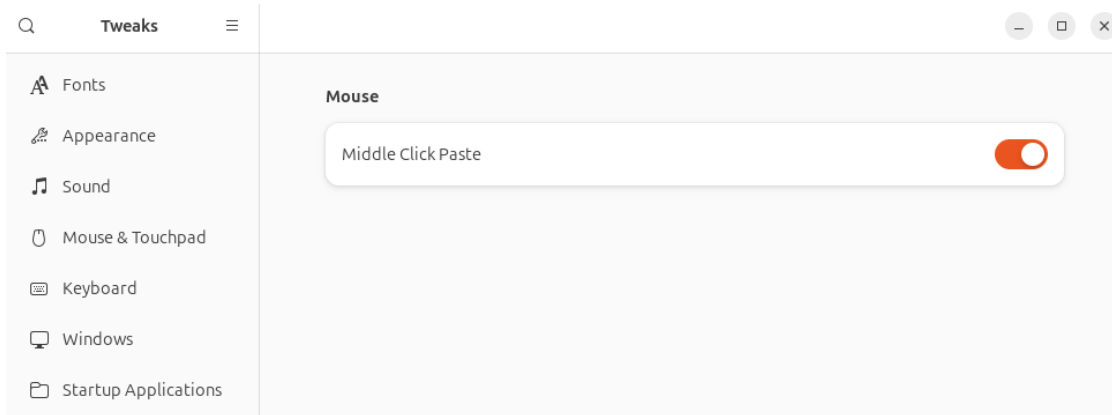 Tweaks
Fonts
Appearance
Sound
Mouse & Touchpad
Keyboard
Windows
Startup Applications
Mouse
Middle Click Paste